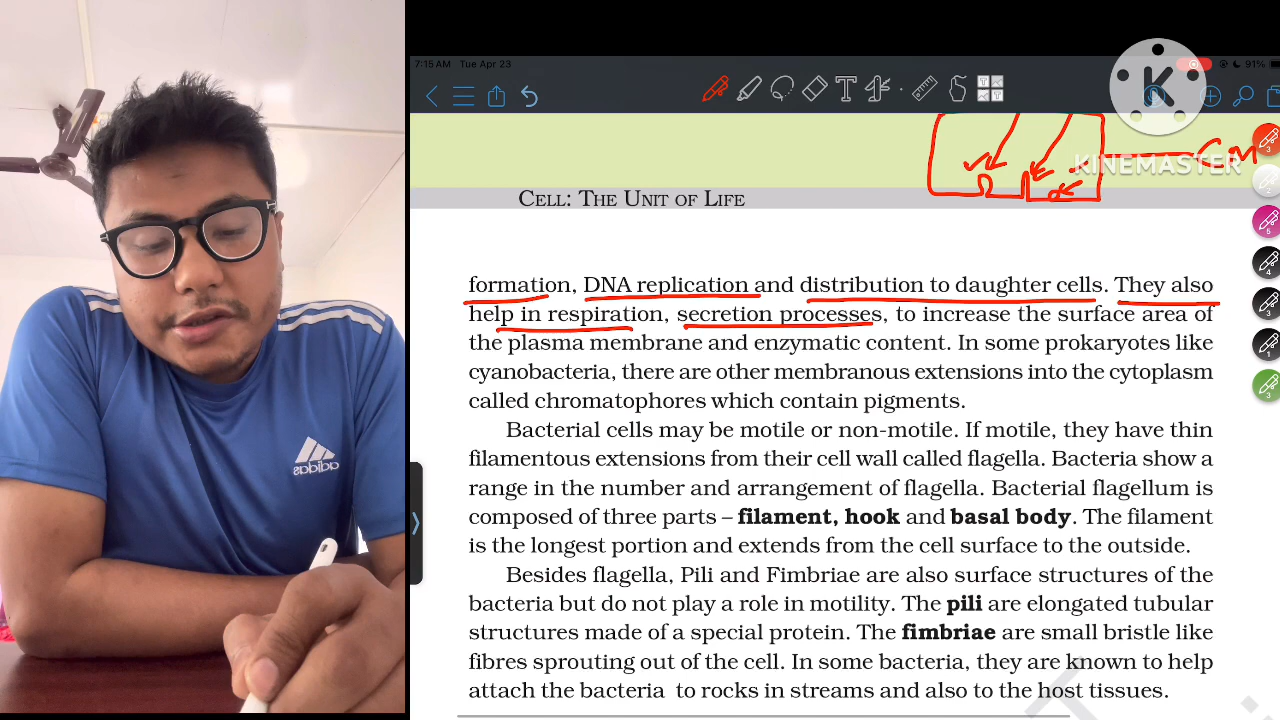 7:15 AM Tue Apr 23
91%
K
KINEMASTER
CM
CELL: THE UNIT OF LIFE
formation, DNA replication and distribution to daughter cells. They also
help in respiration, secretion processes, to increase the surface area of
the plasma membrane and enzymatic content. In some prokaryotes like
cyanobacteria, there are other membranous extensions into the cytoplasm
called chromatophores which contain pigments.
Bacterial cells may be motile or non-motile. If motile, they have thin
filamentous extensions from their cell wall called flagella. Bacteria show a
range in the number and arrangement of flagella. Bacterial flagellum is
composed of three parts – filament, hook and basal body. The filament
is the longest portion and extends from the cell surface to the outside.
Besides flagella, Pili and Fimbriae are also surface structures of the
bacteria but do not play a role in motility. The pili are elongated tubular
structures made of a special protein. The fimbriae are small bristle like
fibres sprouting out of the cell. In some bacteria, they are known to help
attach the bacteria to rocks in streams and also to the host tissues.
adidas
3
2
5
4
3
1
3